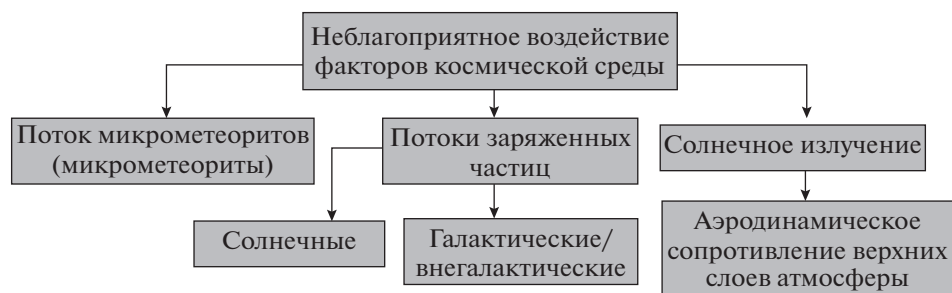 Неблагоприятное воздействие
факторов космической среды
Поток микрометеоритов
(микрометеориты)
Потоки заряженных
частиц
Солнечное излучение
Солнечные
Галактические/
внегалактические
Аэродинамическое
сопротивление верхних
слоев атмосферы